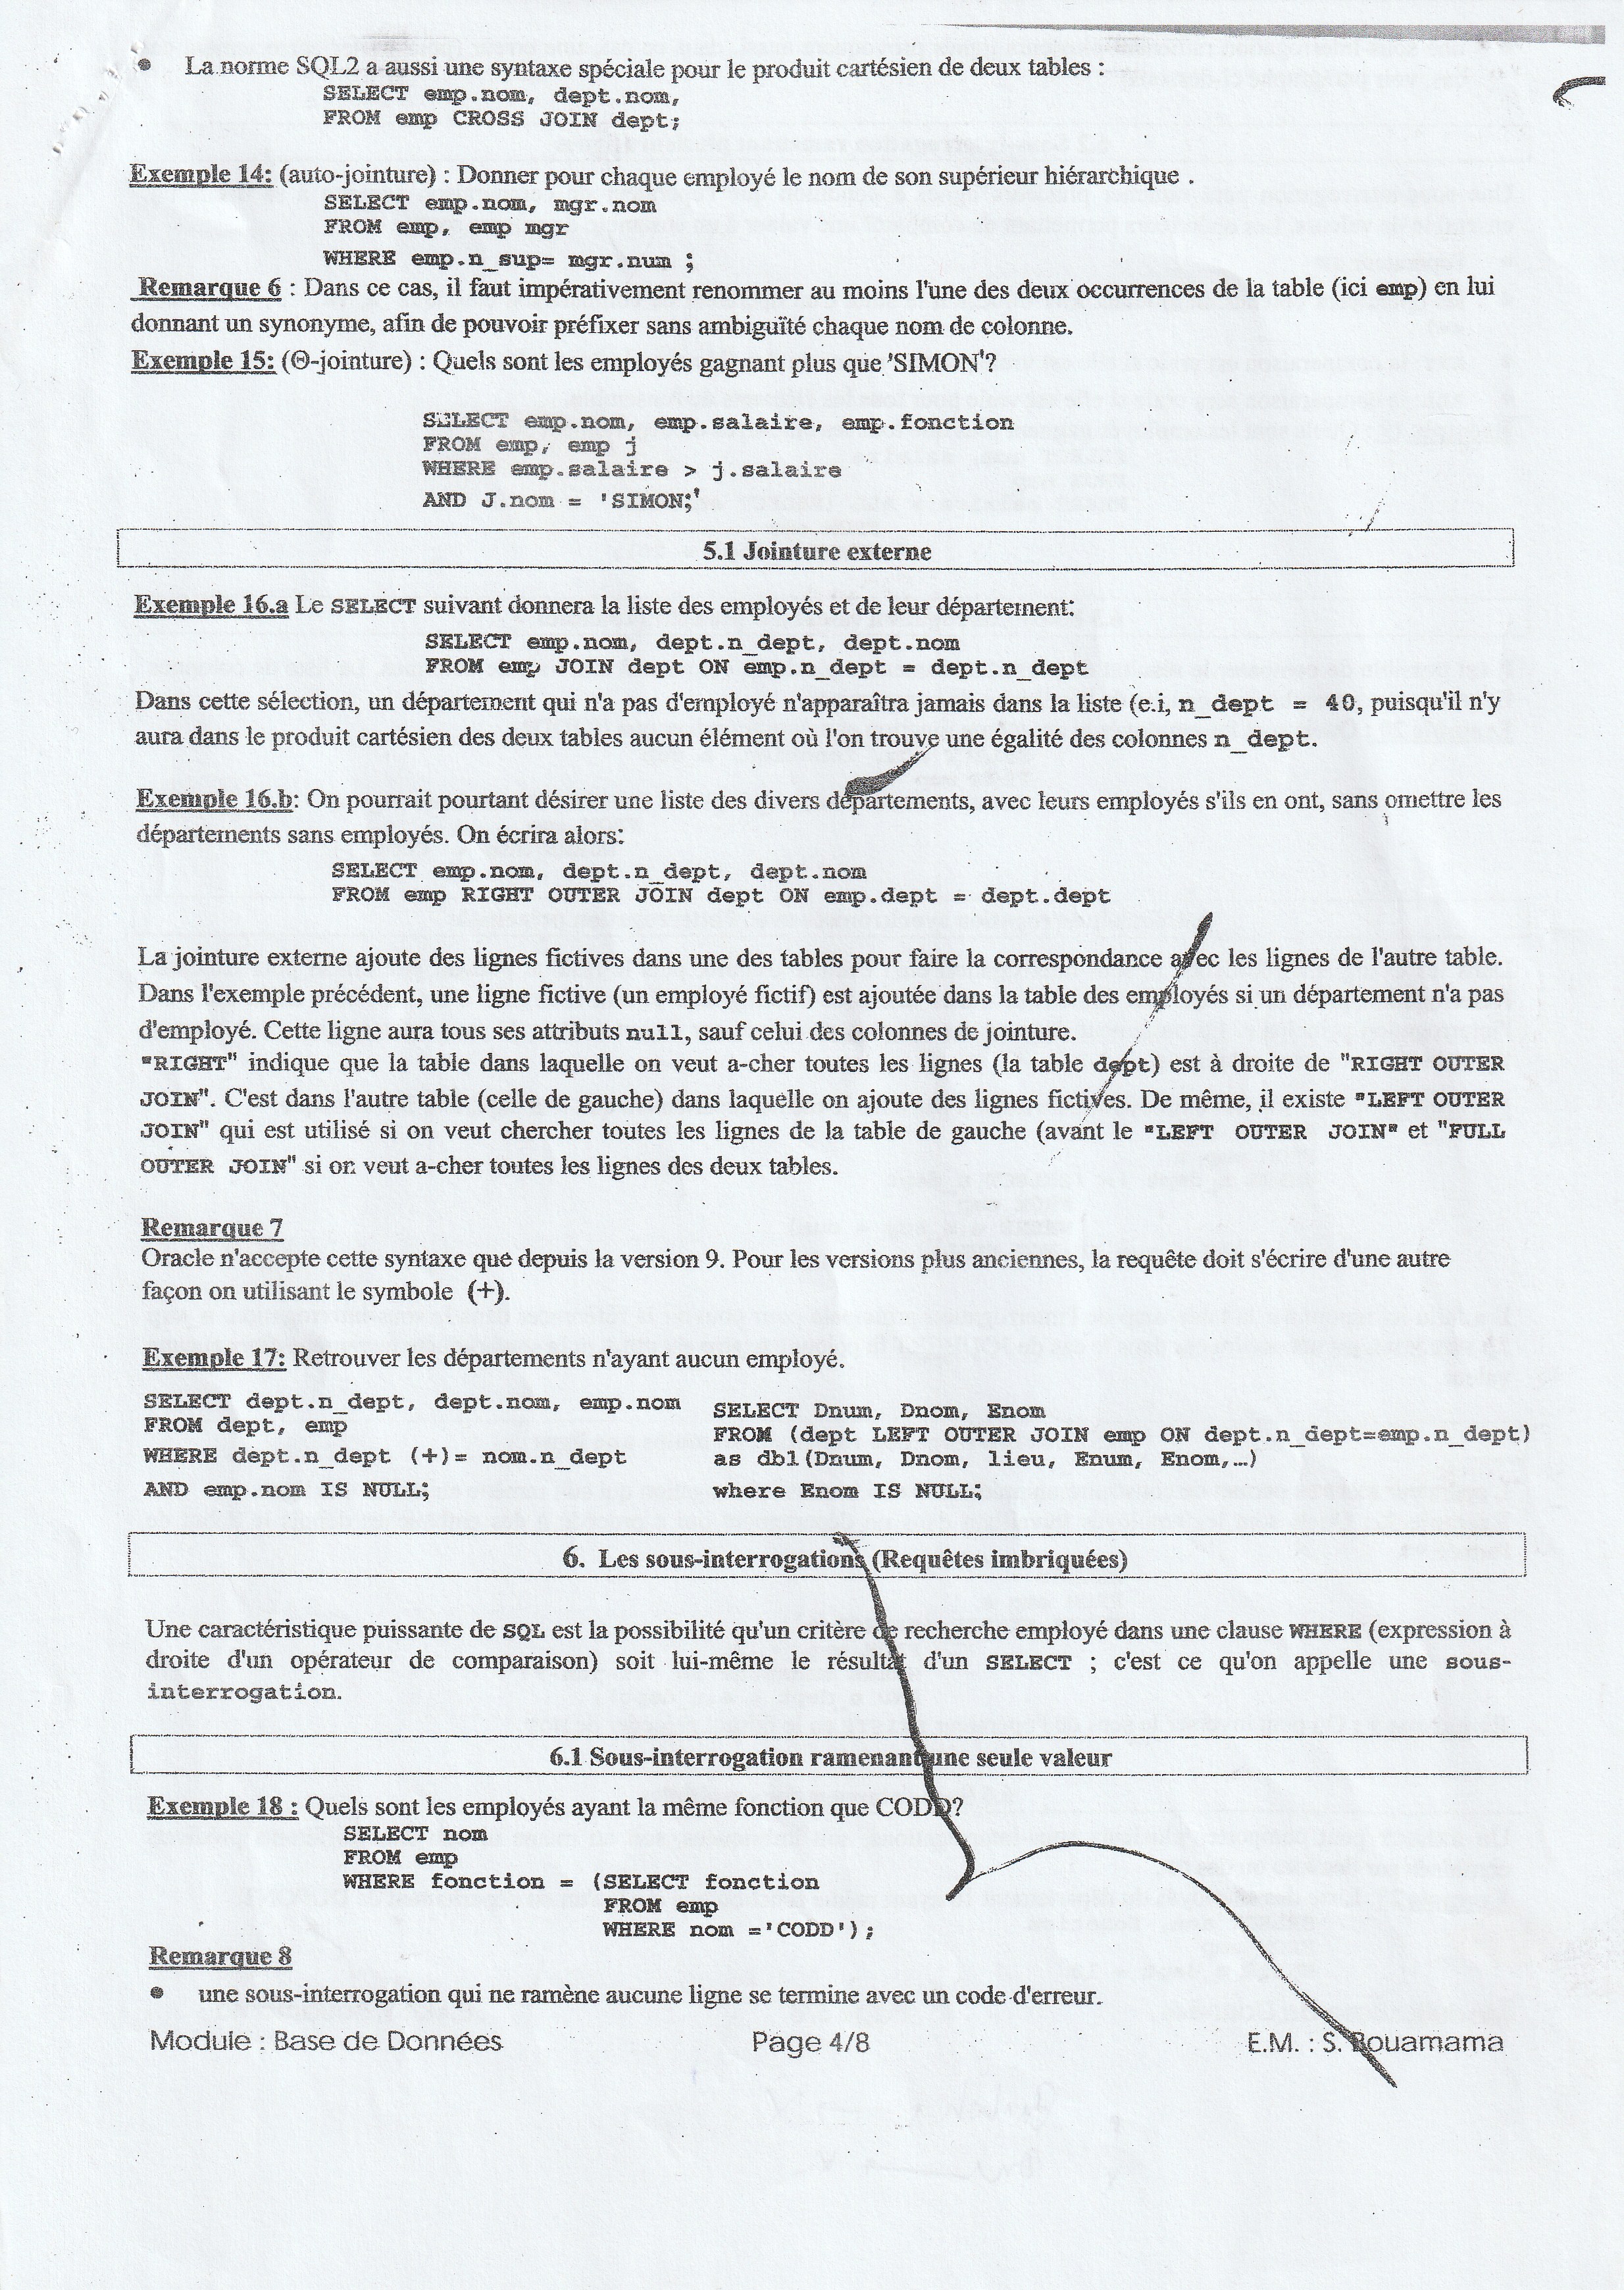 • La norme SQL2 a aussi une syntaxe spéciale pour le produit cartésien de deux tables :
SELECT emp.nom, dept.nom,
FROM emp CROSS JOIN dept;
Exemple 14: (auto-jointure) : Donner pour chaque employé le nom de son supérieur hiérarchique .
SELECT emp.nom, mgr.nom
FROM emp, emp mgr
WHERE emp.n_sup= mgr.num ;
Remarque 6 : Dans ce cas, il faut impérativement renommer au moins l'une des deux occurrences de la table (ici emp) en lui
donnant un synonyme, afin de pouvoir préfixer sans ambiguïté chaque nom de colonne.
Exemple 15: (Θ-jointure) : Quels sont les employés gagnant plus que 'SIMON'?
SELECT emp.nom, emp.salaire, emp.fonction
FROM emp, emp j
WHERE emp.salaire > j.salaire
AND J.nom = 'SIMON;'
5.1 Jointure externe
Exemple 16.a Le SELECT suivant donnera la liste des employés et de leur département:
SELECT emp.nom, dept.n_dept, dept.nom
FROM emp JOIN dept ON emp.n_dept = dept.n_dept
Dans cette sélection, un département qui n'a pas d'employé n'apparaîtra jamais dans la liste (e.i, n_dept = 40, puisqu'il n'y
aura dans le produit cartésien des deux tables aucun élément où l'on trouve une égalité des colonnes n_dept.
Exemple 16.b: On pourrait pourtant désirer une liste des divers départements, avec leurs employés s'ils en ont, sans omettre les
départements sans employés. On écrira alors:
SELECT emp.nom, dept.n_dept, dept.nom
FROM emp RIGHT OUTER JOIN dept ON emp.dept = dept.dept
La jointure externe ajoute des lignes fictives dans une des tables pour faire la correspondance avec les lignes de l'autre table.
Dans l'exemple précédent, une ligne fictive (un employé fictif) est ajoutée dans la table des employés si un département n'a pas
d'employé. Cette ligne aura tous ses attributs null, sauf celui des colonnes de jointure.
"RIGHT" indique que la table dans laquelle on veut a-cher toutes les lignes (la table dept) est à droite de "RIGHT OUTER
JOIN". C'est dans l'autre table (celle de gauche) dans laquelle on ajoute des lignes fictives. De même, il existe "LEFT OUTER
JOIN" qui est utilisé si on veut chercher toutes les lignes de la table de gauche (avant le "LEFT OUTER JOIN" et "FULL
OUTER JOIN" si on veut a-cher toutes les lignes des deux tables.
Remarque 7
Oracle n'accepte cette syntaxe que depuis la version 9. Pour les versions plus anciennes, la requête doit s'écrire d'une autre
façon on utilisant le symbole (+).
Exemple 17: Retrouver les départements n'ayant aucun employé.
SELECT dept.n_dept, dept.nom, emp.nom
FROM dept, emp
WHERE dept.n_dept (+)= nom.n_dept
AND emp.nom IS NULL;
SELECT Dnum, Dnom, Enom
FROM (dept LEFT OUTER JOIN emp ON dept.n_dept=emp.n_dept)
as dbl(Dnum, Dnom, lieu, Enum, Enom,…)
where Enom IS NULL;
6. Les sous-interrogations (Requêtes imbriquées)
Une caractéristique puissante de SQL est la possibilité qu'un critère de recherche employé dans une clause WHERE (expression à
droite d'un opérateur de comparaison) soit lui-même le résultat d'un SELECT ; c'est ce qu'on appelle une sous-
interrogation.
6.1 Sous-interrogation ramenant une seule valeur
Exemple 18 : Quels sont les employés ayant la même fonction que CODD?
SELECT nom
FROM emp
WHERE fonction = (SELECT fonction
FROM emp
WHERE nom ='CODD');
Remarque 8
• une sous-interrogation qui ne ramène aucune ligne se termine avec un code d'erreur.
Module : Base de Données Page 4/8 E.M. : S. Bouamama